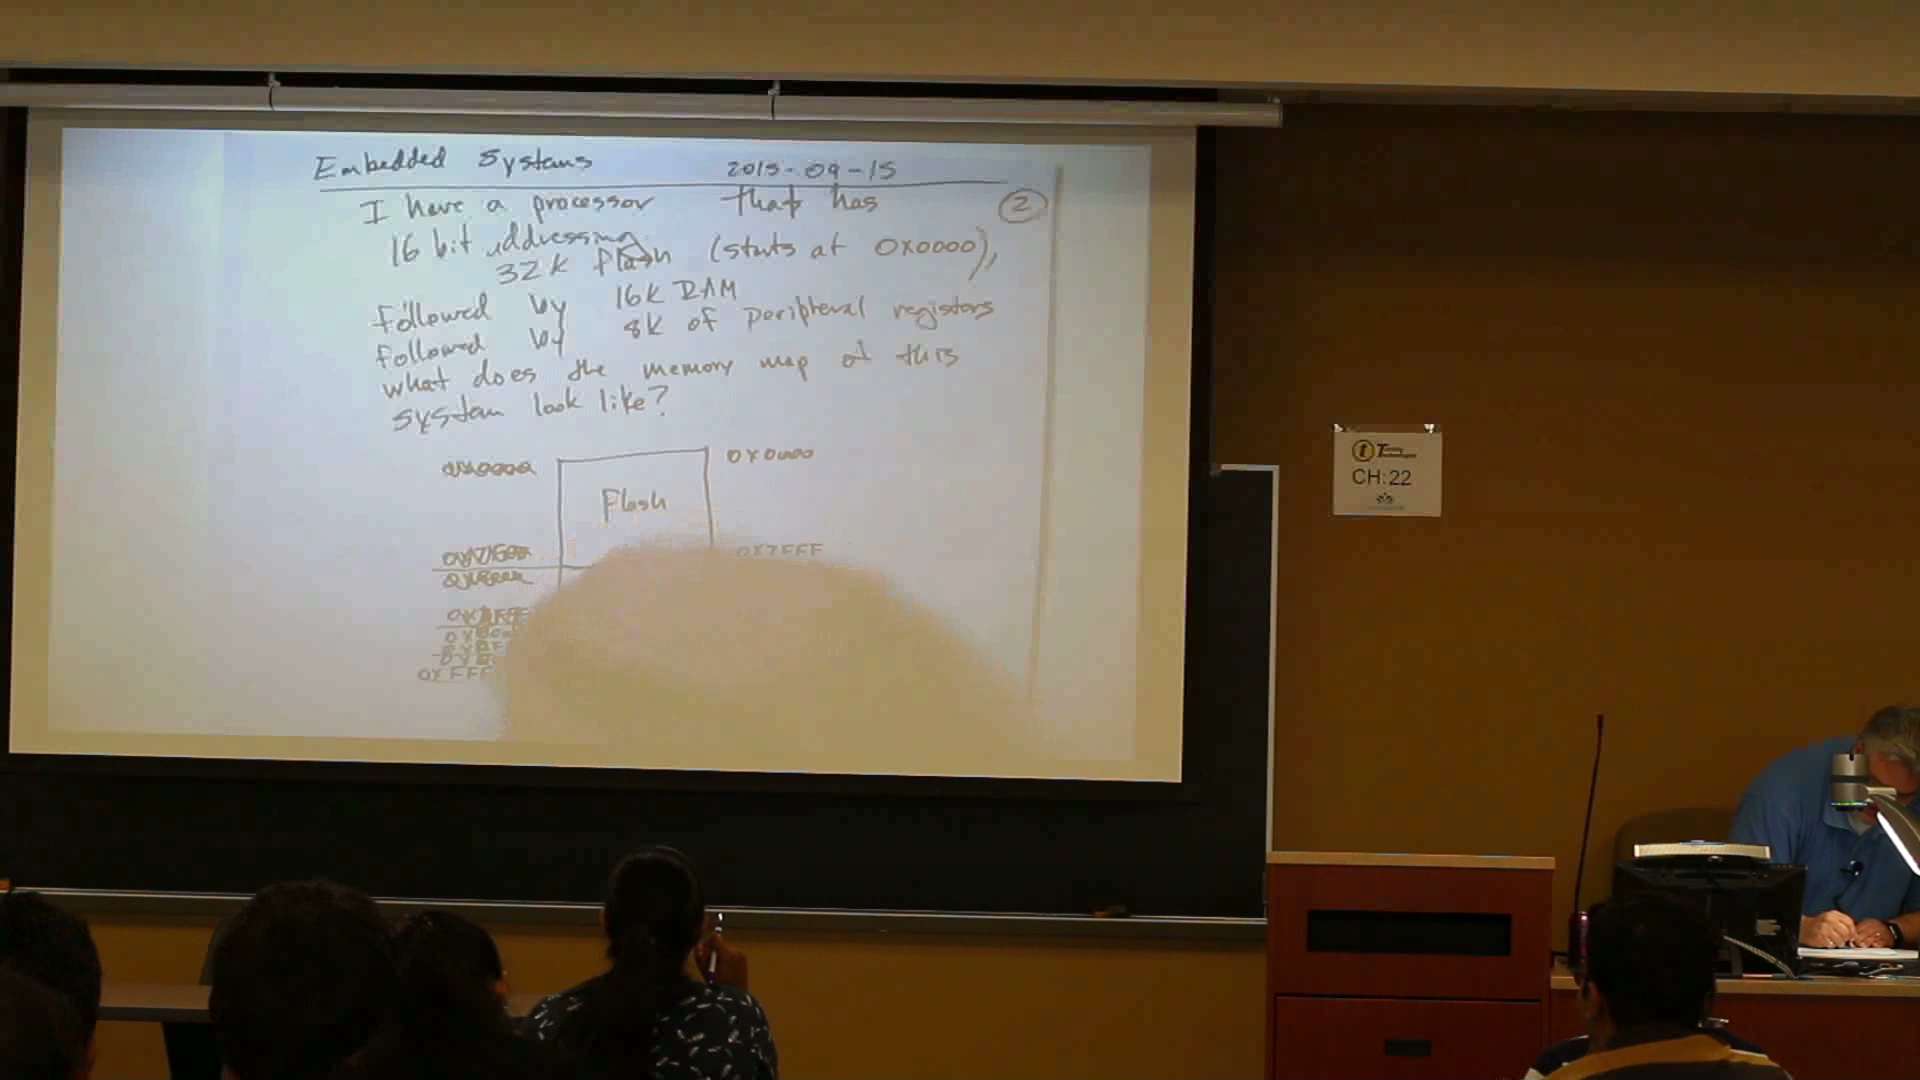 Embedded Systems 2015-09-15
I have a processor that has
2
16 bit addressing
32K flash (starts at 0x0000),
followed by 16K RAM
followed by 8K of Peripheral registers
what does the memory map of this
system look like?
0x0000
Flash
0x7FFF
0xFFF
CH:22